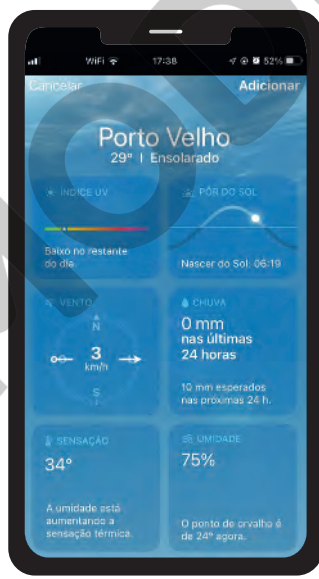 WiFi 17:38 52%
Cancelar Adicionar
Porto Velho
29° | Ensolarado
ÍNDICE UV
Baixo no restante
do dia.
PÔR DO SOL
Nascer do Sol: 06:19
VENTO
N
3
km/h
S
CHUVA
0 mm
nas últimas
24 horas
10 mm esperados
nas próximas 24 h.
SENSAÇÃO
34°
A umidade está
aumentando a
sensação térmica.
UMIDADE
75%
O ponto de orvalho é
de 24° agora.